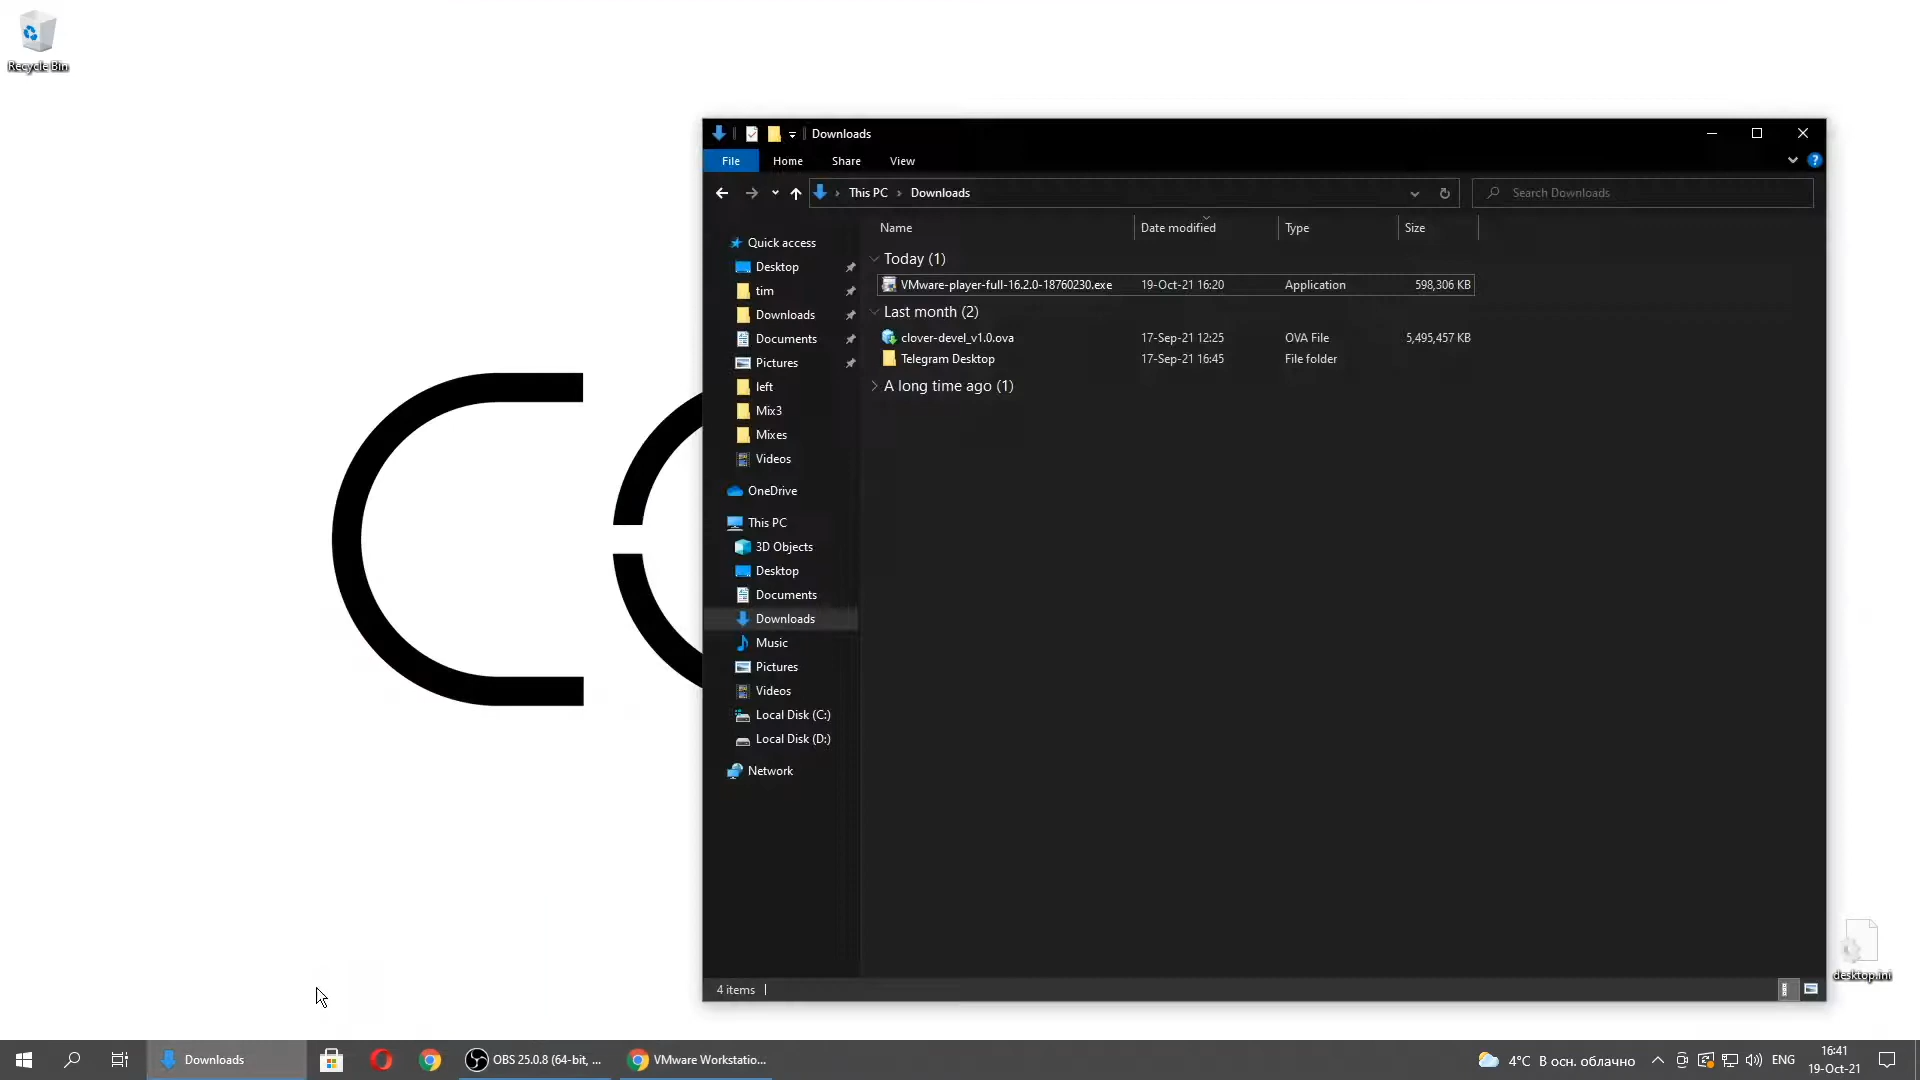 Recycle Bin
Downloads
File Home Share View
This PC Downloads
Search Downloads
Name Date modified Type Size
Quick access
Desktop
tim
Downloads
Documents
Pictures
left
Mix3
Mixes
Videos
OneDrive
This PC
3D Objects
Desktop
Documents
Downloads
Music
Pictures
Videos
Local Disk (C:)
Local Disk (D:)
Network
Today (1)
VMware-player-full-16.2.0-18760230.exe 19-Oct-21 16:20 Application 598,306 KB
Last month (2)
clover-devel_v1.0.ova 17-Sep-21 12:25 OVA File 5,495,457 KB
Telegram Desktop 17-Sep-21 16:45 File folder
A long time ago (1)
4 items
desktop.ini
Downloads
OBS 25.0.8 (64-bit, ...
VMware Workstatio...
4°C В осн. облачно
ENG
16:41
19-Oct-21